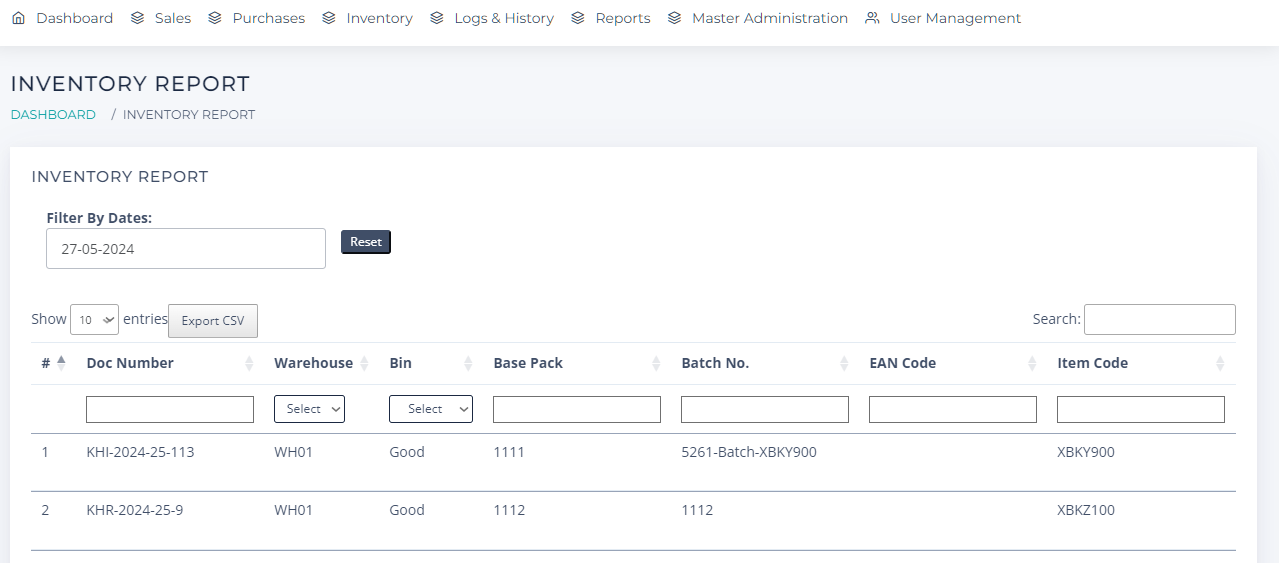 Dashboard Sales Purchases Inventory Logs & History Reports Master Administration User Management
INVENTORY REPORT
DASHBOARD / INVENTORY REPORT
INVENTORY REPORT
Filter By Dates:
27-05-2024 Reset
Show 10 entries Export CSV Search:
# Doc Number Warehouse Bin Base Pack Batch No. EAN Code Item Code
Select Select
1 KHI-2024-25-113 WH01 Good 1111 5261-Batch-XBKY900 XBKY900
2 KHR-2024-25-9 WH01 Good 1112 1112 XBKZ100